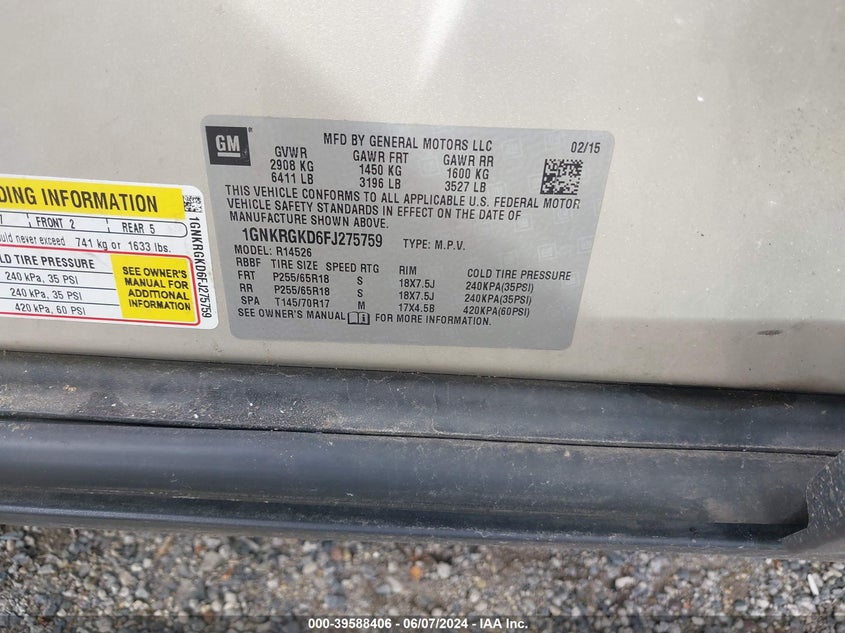 GM
MFD BY GENERAL MOTORS LLC 02/15
GVWR GAWR FRT GAWR RR
2908 KG 1450 KG 1600 KG
6411 LB 3196 LB 3527 LB
THIS VEHICLE CONFORMS TO ALL APPLICABLE U.S. FEDERAL MOTOR
VEHICLE SAFETY STANDARDS IN EFFECT ON THE DATE OF
MANUFACTURE SHOWN ABOVE.
1GNKRGKD6FJ275759 TYPE: M.P.V.
MODEL: R14526
RBBF TIRE SIZE SPEED RTG RIM COLD TIRE PRESSURE
FRT P255/65R18 S 18X7.5J 240KPA(35PSI)
RR P255/65R18 S 18X7.5J 240KPA(35PSI)
SPA T145/70R17 M 17X4.5B 420KPA(60PSI)
SEE OWNER'S MANUAL FOR MORE INFORMATION.
DING INFORMATION
FRONT 2 REAR 5
ould never exceed 741 kg or 1633 lbs.
TIRE PRESSURE
240 kPA, 35 PSI
240 kPA, 35 PSI
420 kPA, 60 PSI
SEE OWNER'S
MANUAL FOR
ADDITIONAL
INFORMATION
1GNKRGKD6FJ275759
000-39588406 - 06/07/2024 - IAA Inc.